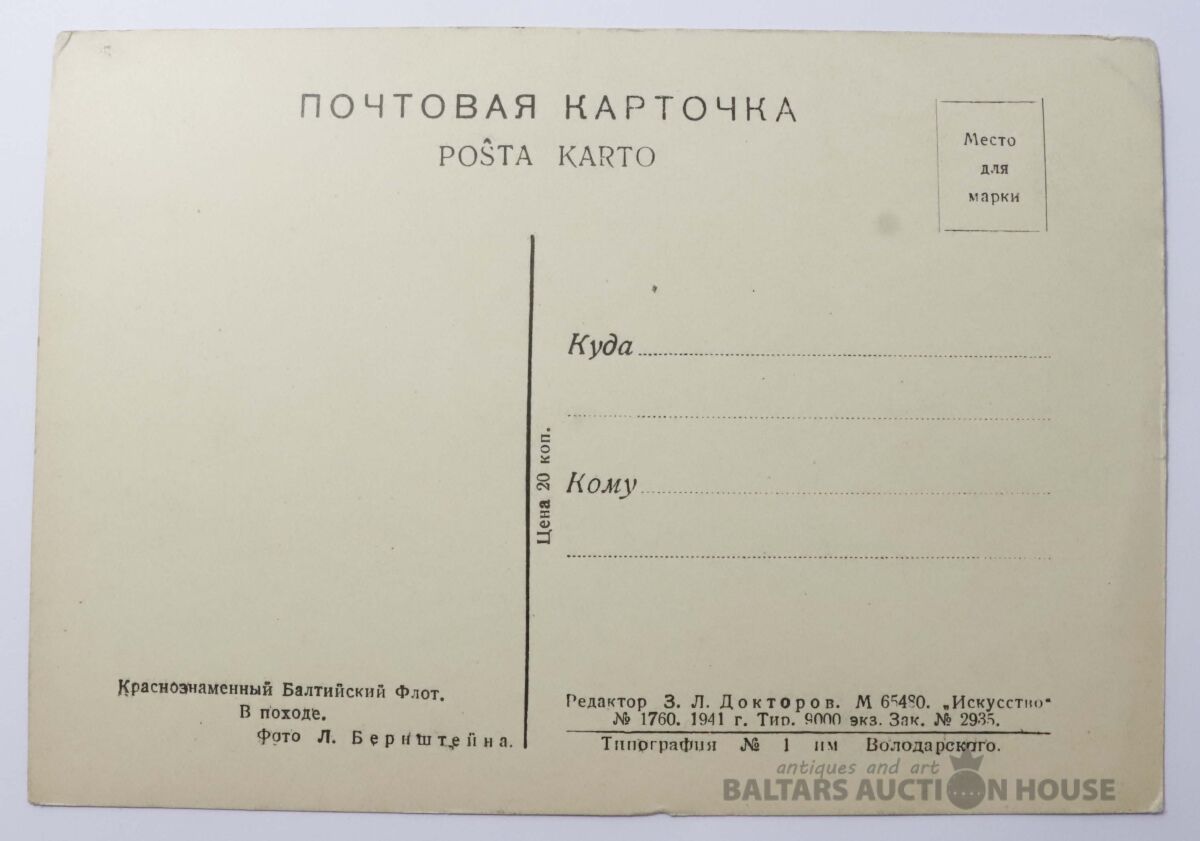 ПОЧТОВАЯ КАРТОЧКА
POŜTA KARTO
Место
для
марки
Куда
Кому
Цена 20 коп.
Краснознаменный Балтийский Флот.
В походе.
Фото Л. Бернштейна.
Редактор З. Л. Докторов. М 65480. „Искусство“
№ 1760. 1941 г. Тир. 9000 экз. Зак. № 2935.
Типография № 1 им Володарского.
antiques and art
BALTARS AUCTION HOUSE